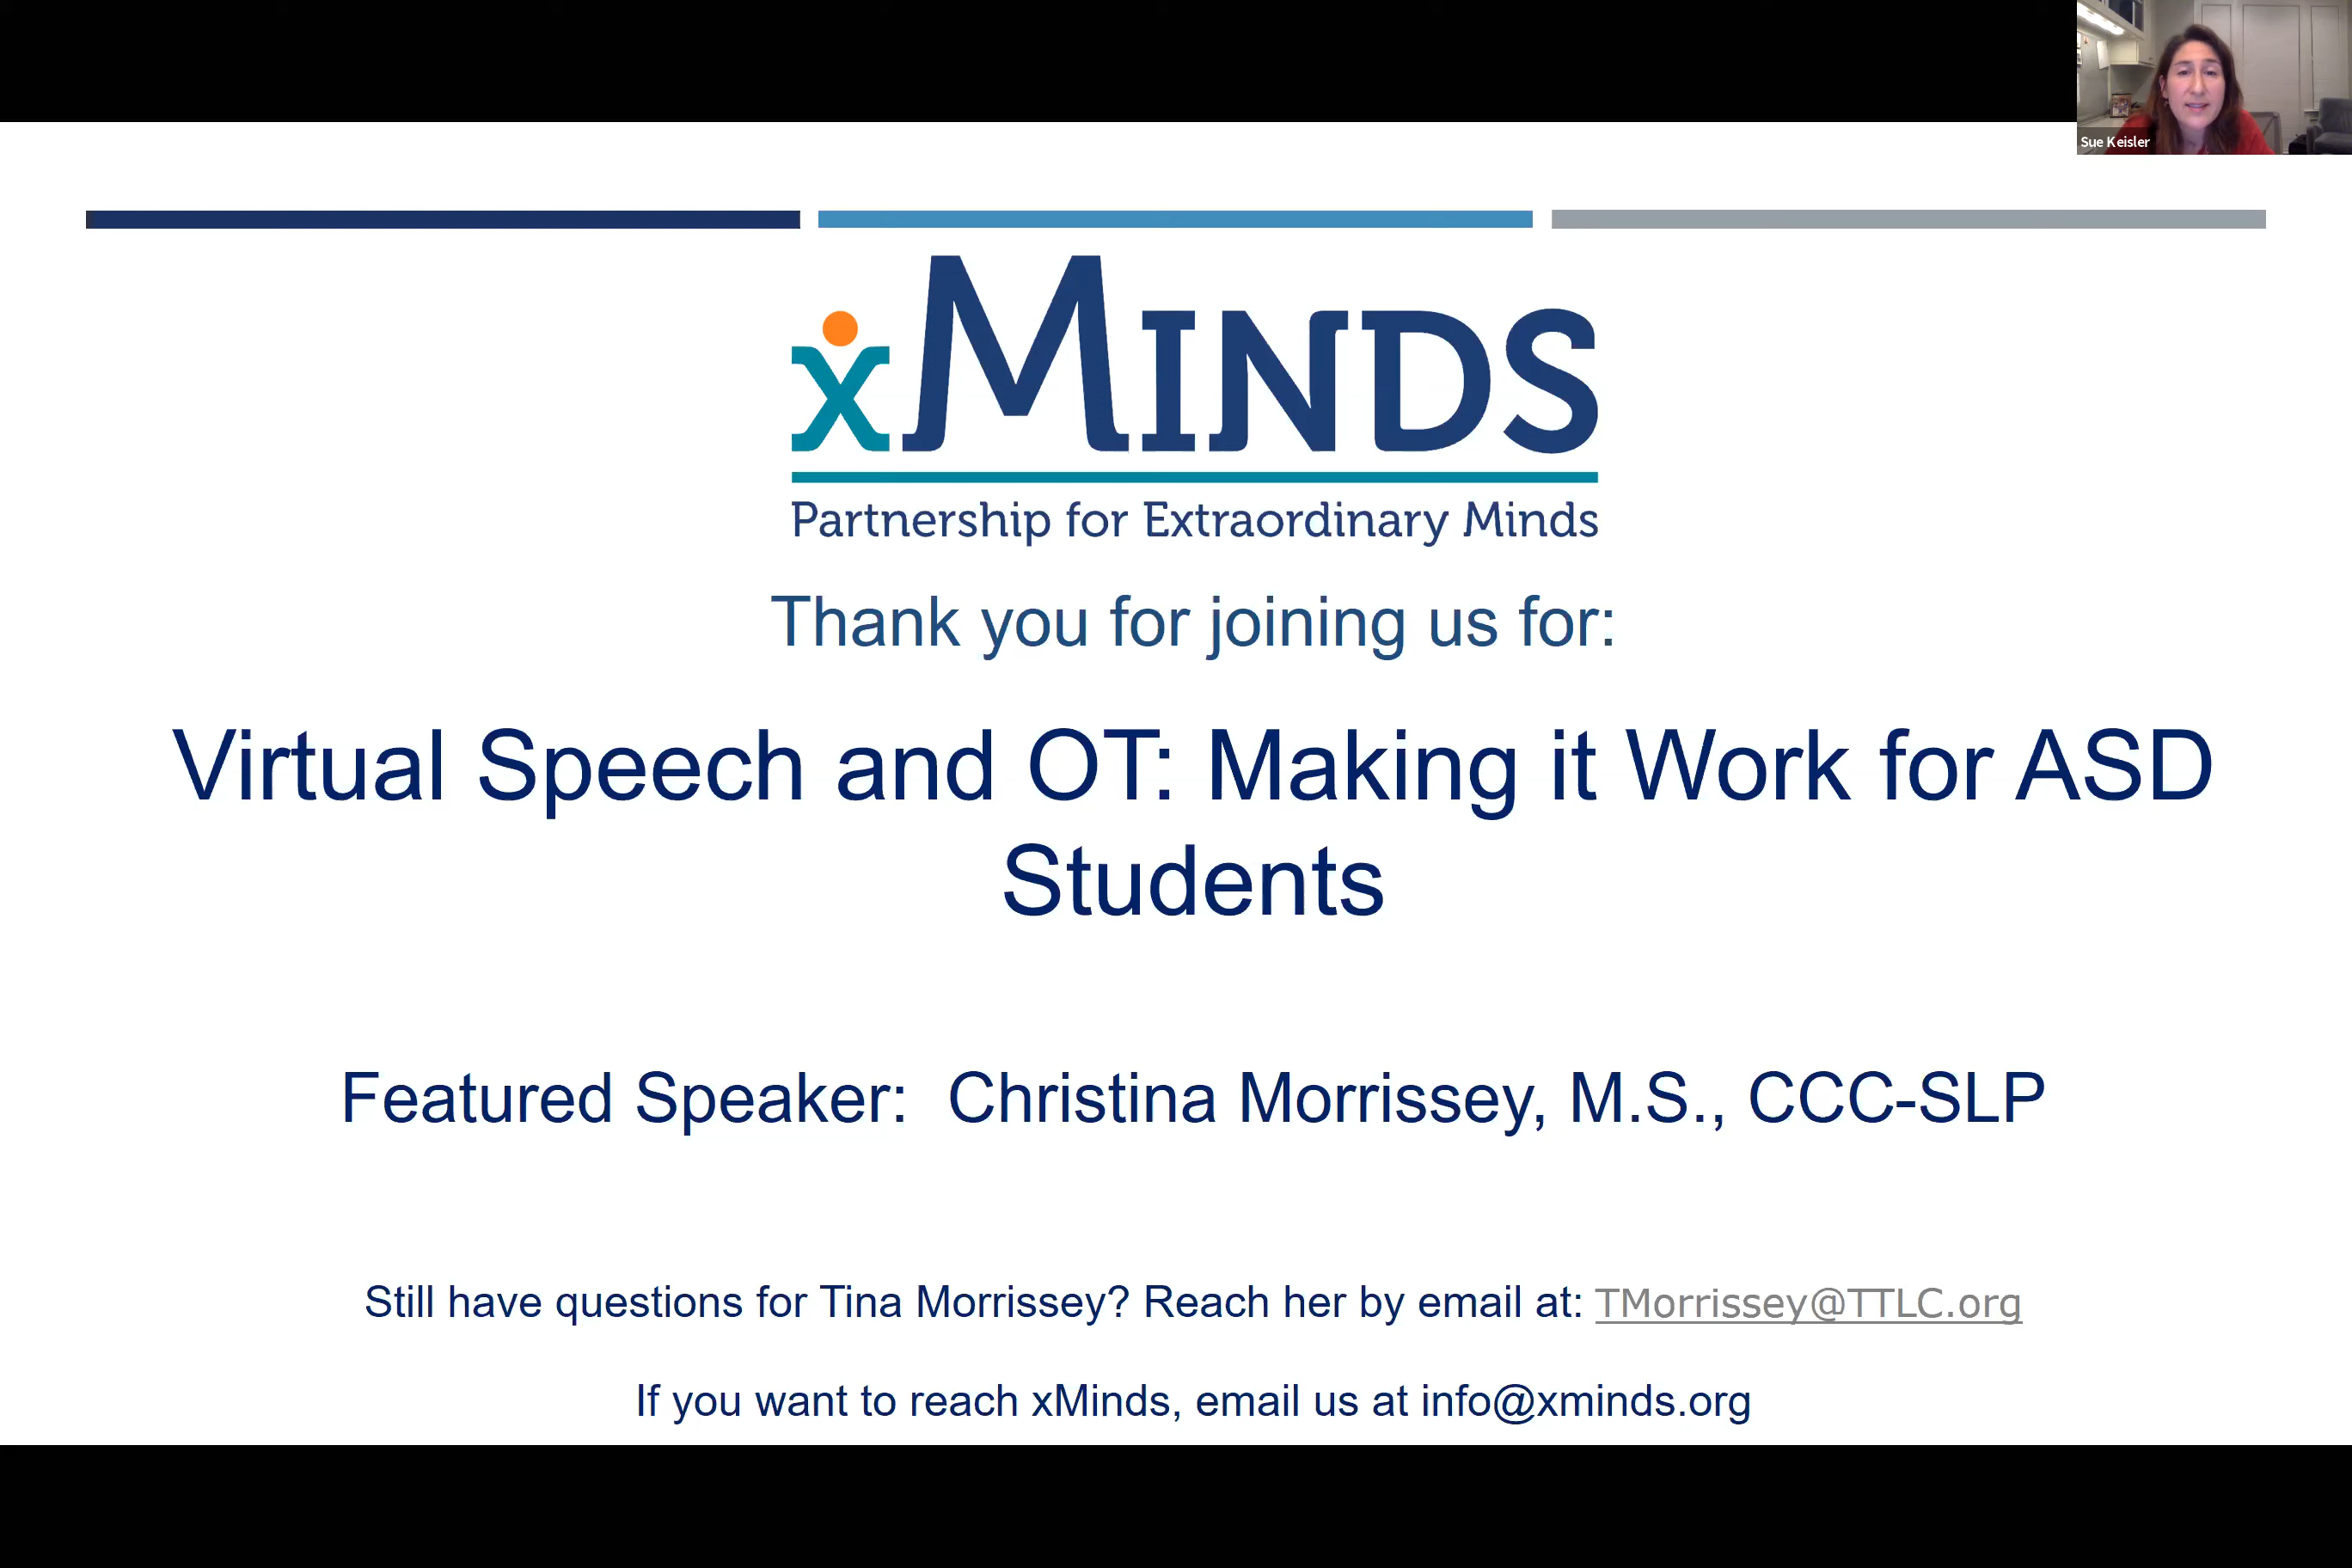 Sue Keisler
xMINDS
Partnership for Extraordinary Minds
Thank you for joining us for:
Virtual Speech and OT: Making it Work for ASD
Students
Featured Speaker: Christina Morrissey, M.S., CCC-SLP
Still have questions for Tina Morrissey? Reach her by email at: TMorrissey@TTLC.org
If you want to reach xMinds, email us at info@xminds.org